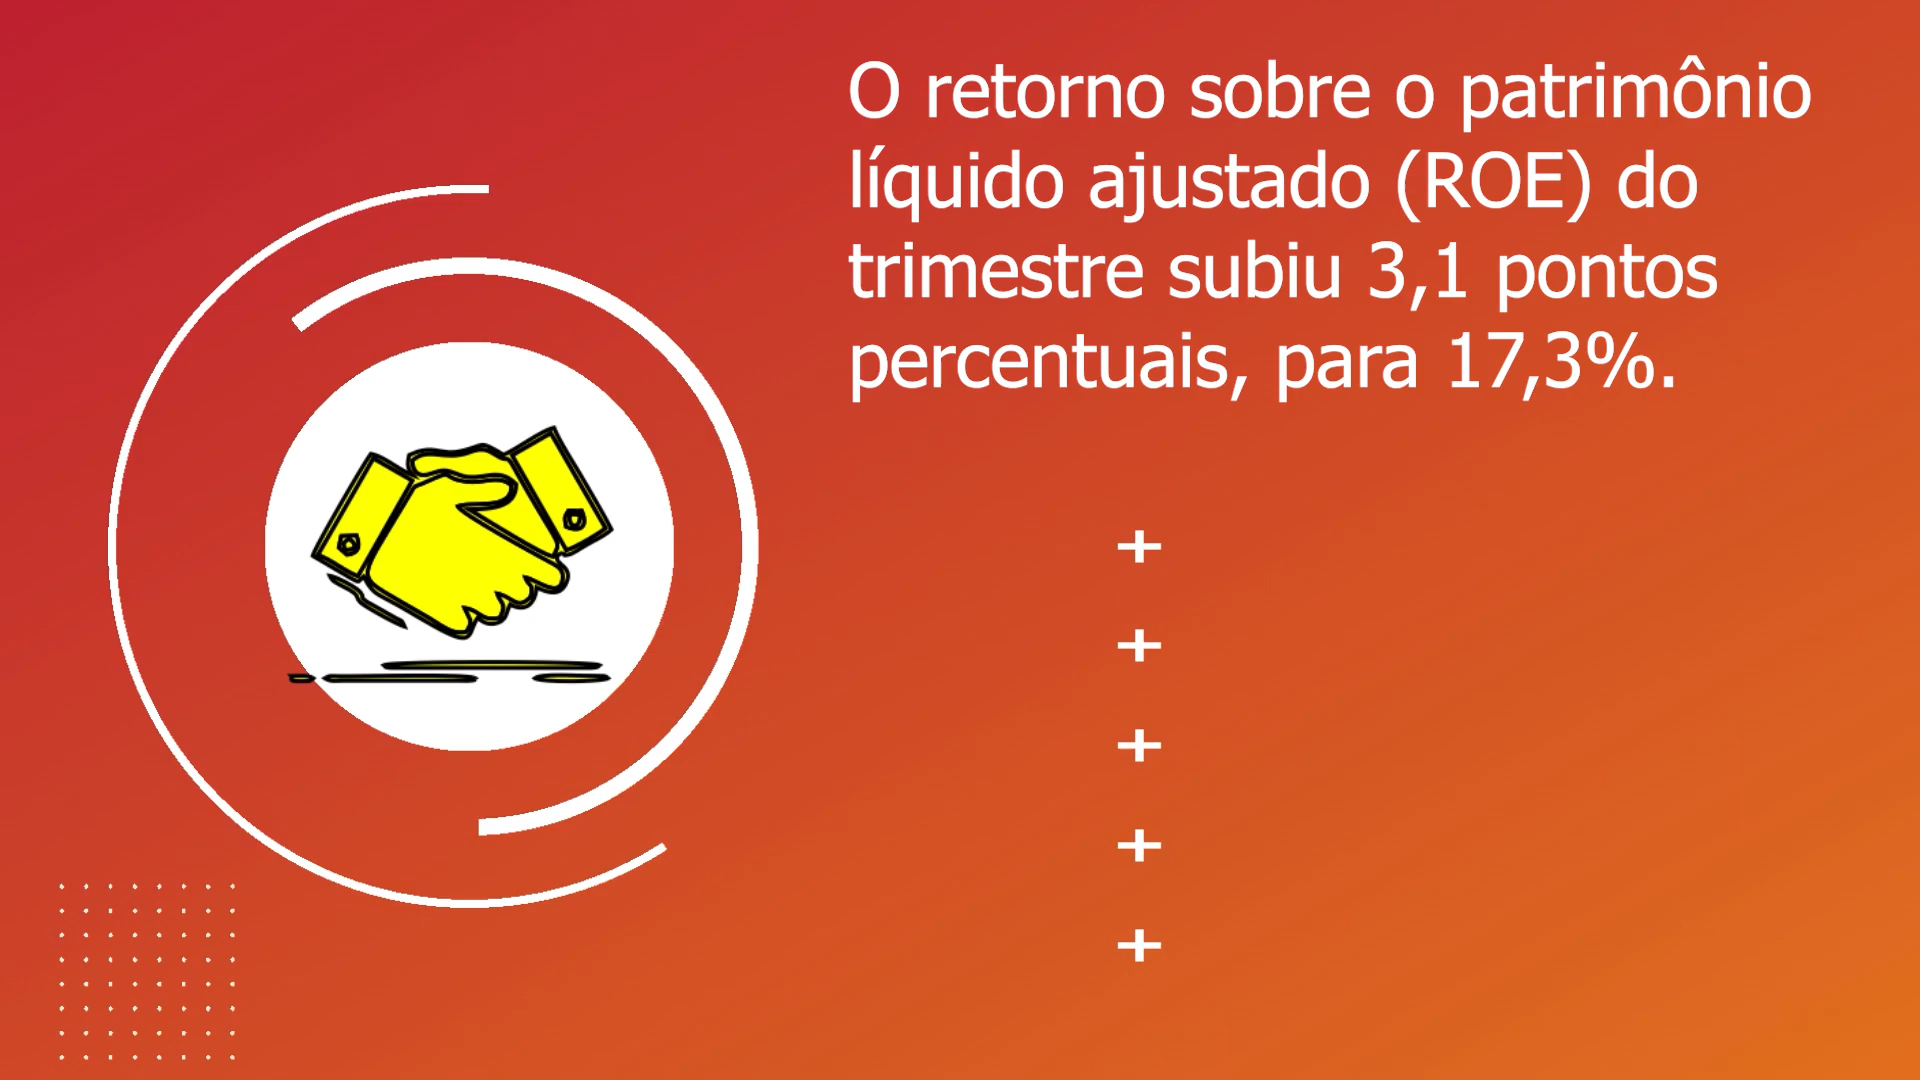 O retorno sobre o patrimônio
líquido ajustado (ROE) do
trimestre subiu 3,1 pontos
percentuais, para 17,3%.
+
+
+
+
+